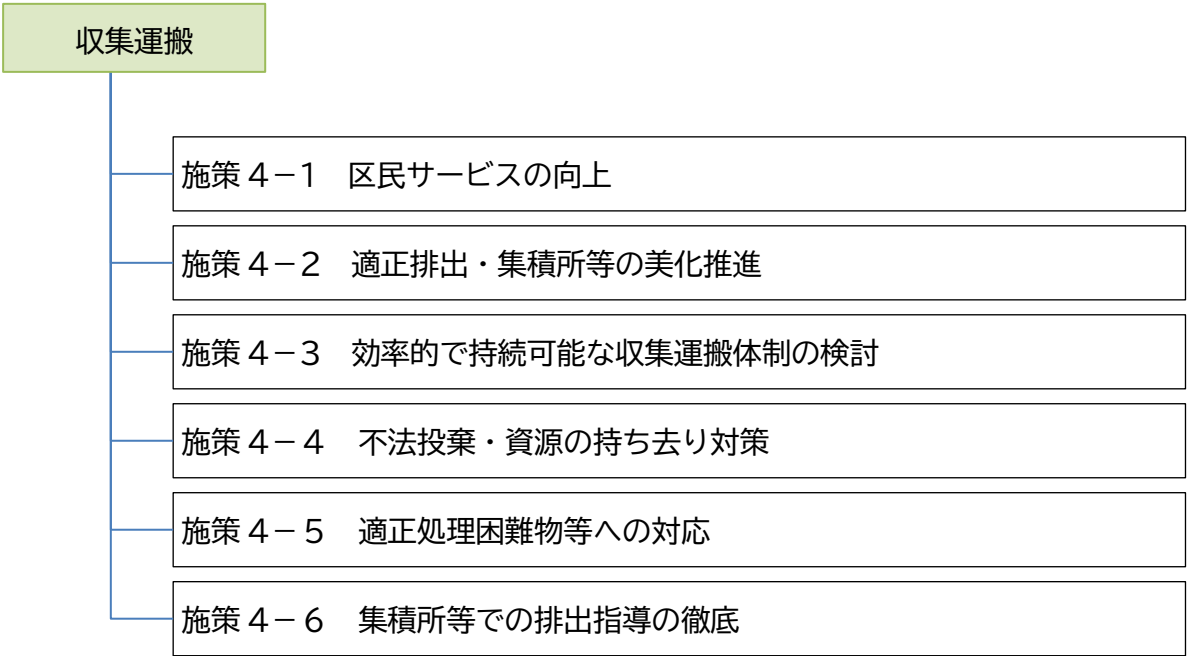 収集運搬
施策４－１　区民サービスの向上
施策４－２　適正排出・集積所等の美化推進
施策４－３　効率的で持続可能な収集運搬体制の検討
施策４－４　不法投棄・資源の持ち去り対策
施策４－５　適正処理困難物等への対応
施策４－６　集積所等での排出指導の徹底